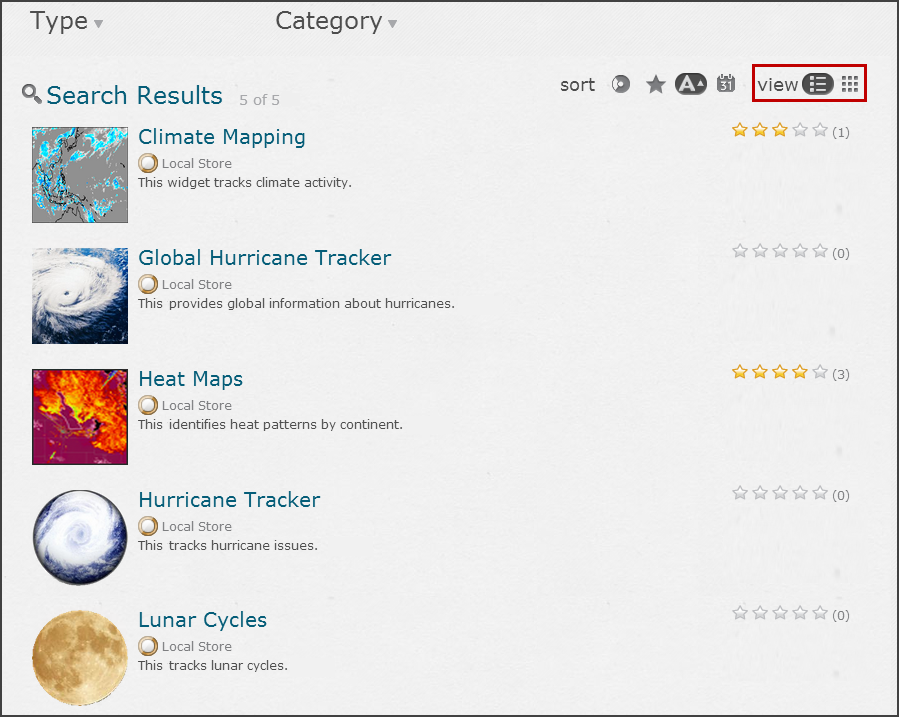 Type Category
sort A 31 view
Search Results 5 of 5
Climate Mapping (1)
Local Store
This widget tracks climate activity.
Global Hurricane Tracker (0)
Local Store
This provides global information about hurricanes.
Heat Maps (3)
Local Store
This identifies heat patterns by continent.
Hurricane Tracker (0)
Local Store
This tracks hurricane issues.
Lunar Cycles (0)
Local Store
This tracks lunar cycles.